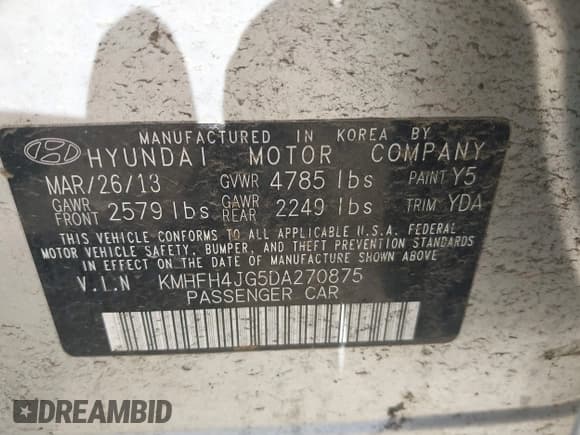 MANUFACTURED IN KOREA BY
HYUNDAI MOTOR COMPANY
MAR/26/13 GVWR 4785 lbs PAINT Y5
GAWR FRONT 2579 lbs GAWR REAR 2249 lbs TRIM YDA
THIS VEHICLE CONFORMS TO ALL APPLICABLE U.S.A. FEDERAL
MOTOR VEHICLE SAFETY, BUMPER, AND THEFT PREVENTION STANDARDS
IN EFFECT ON THE DATE OF MANUFACTURE SHOWN ABOVE.
V.I.N KMHFH4JG5DA270875
PASSENGER CAR
DREAMBID